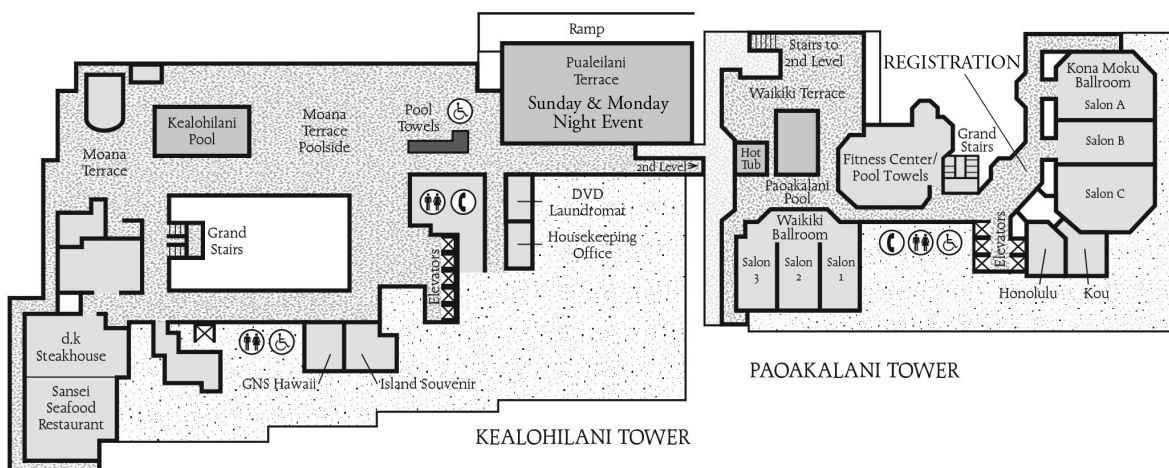 Ramp
Pualeilani
Terrace
Sunday & Monday
Night Event
Kealohilani
Pool
Moana
Terrace
Poolside
Pool
Towels
Moana
Terrace
2nd Level
DVD
Laundromat
Housekeeping
Office
Grand
Stairs
Elevators
d.k
Steakhouse
Sansei
Seafood
Restaurant
GNS Hawaii
Island Souvenir
KEALOHILANI TOWER
Stairs to
2nd Level
Waikiki Terrace
REGISTRATION
Kona Moku
Ballroom
Salon A
Salon B
Salon C
Hot
Tub
Fitness Center/
Pool Towels
Grand
Stairs
Paoakalani
Pool
Waikiki
Ballroom
Salon
3
Salon
2
Salon
1
Elevators
Honolulu
Kou
PAOAKALANI TOWER